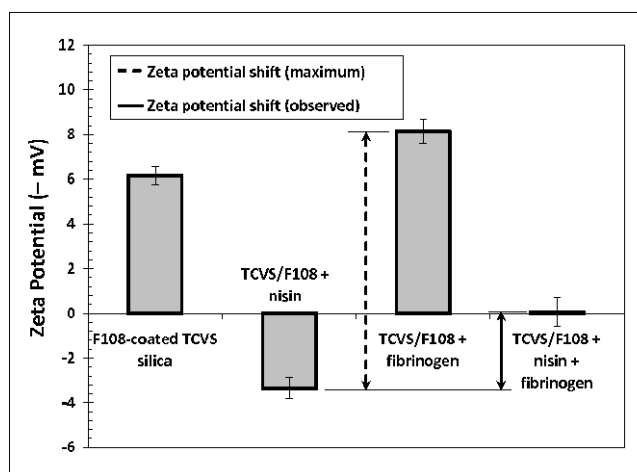 12
10
8
6
4
2
0
-2
-4
-6
Zeta Potential (– mV)
Zeta potential shift (maximum)
Zeta potential shift (observed)
F108-coated TCVS
silica
TCVS/F108 +
nisin
TCVS/F108 +
fibrinogen
TCVS/F108 +
nisin +
fibrinogen